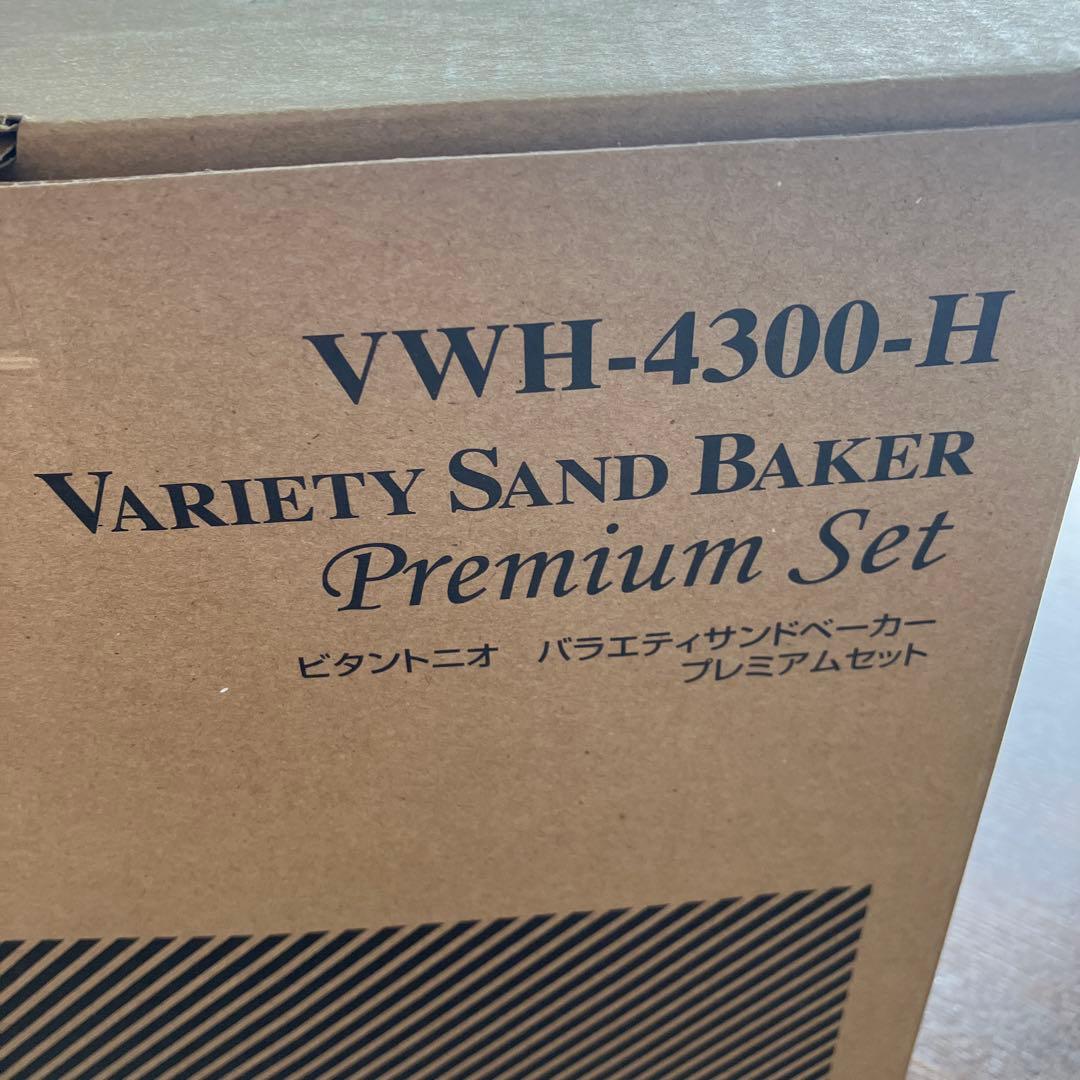 VWH-4300-H
VARIETY SAND BAKER
Premium Set
ビタントニオ　バラエティサンドベーカー
プレミアムセット